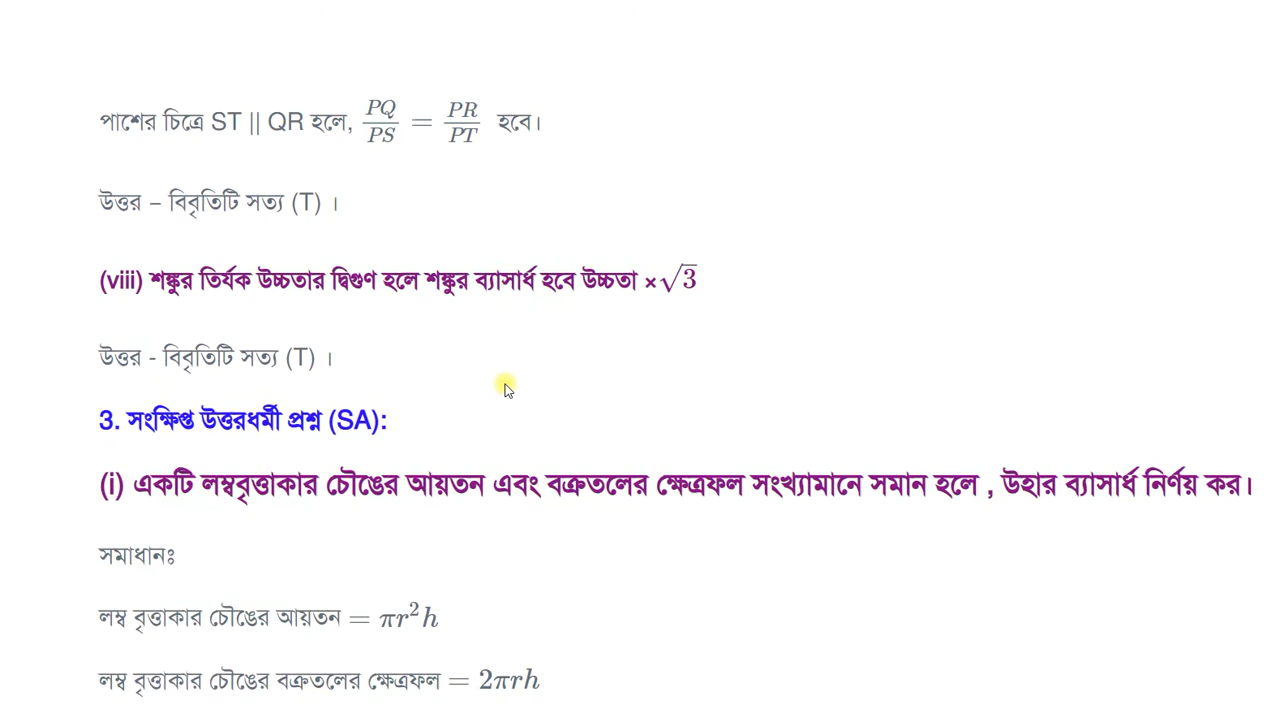 পাশের চিত্রে ST || QR হলে, PQ/PS = PR/PT হবে।
উত্তর – বিবৃতিটি সত্য (T) ।
(viii) শঙ্কুর তির্যক উচ্চতার দ্বিগুণ হলে শঙ্কুর ব্যাসার্ধ হবে উচ্চতা ×√3
উত্তর - বিবৃতিটি সত্য (T) ।
3. সংক্ষিপ্ত উত্তরধর্মী প্রশ্ন (SA):
(i) একটি লম্ববৃত্তাকার চৌঙের আয়তন এবং বক্রতলের ক্ষেত্রফল সংখ্যামানে সমান হলে , উহার ব্যাসার্ধ নির্ণয় কর।
সমাধানঃ
লম্ব বৃত্তাকার চৌঙের আয়তন = πr²h
লম্ব বৃত্তাকার চৌঙের বক্রতলের ক্ষেত্রফল = 2πrh